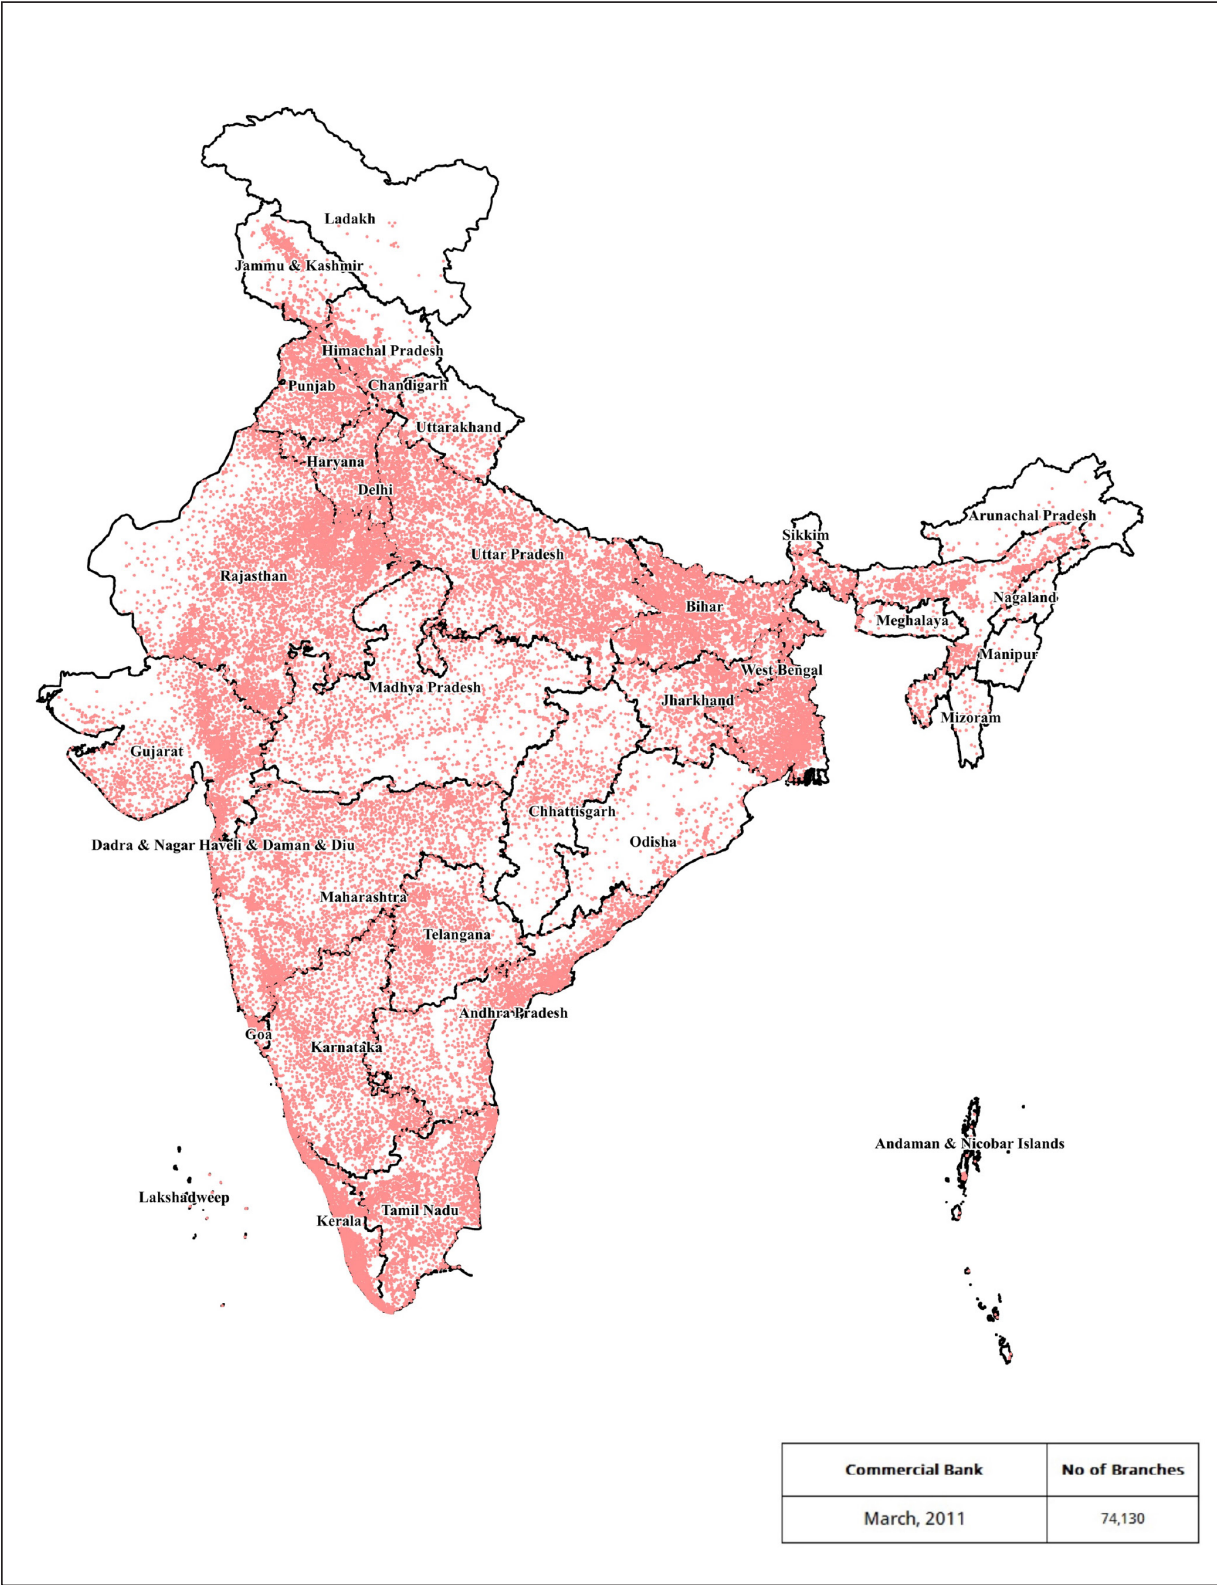 Ladakh
Jammu & Kashmir
Himachal Pradesh
Punjab
Chandigarh
Uttarakhand
Haryana
Delhi
Arunachal Pradesh
Sikkim
Uttar Pradesh
Rajasthan
Nagaland
Bihar
Meghalaya
Manipur
West Bengal
Madhya Pradesh
Jharkhand
Mizoram
Gujarat
Chhattisgarh
Odisha
Dadra & Nagar Haveli & Daman & Diu
Maharashtra
Telangana
Andhra Pradesh
Goa
Karnataka
Andaman & Nicobar Islands
Lakshadweep
Tamil Nadu
Kerala
Commercial Bank No of Branches
March, 2011 74,130